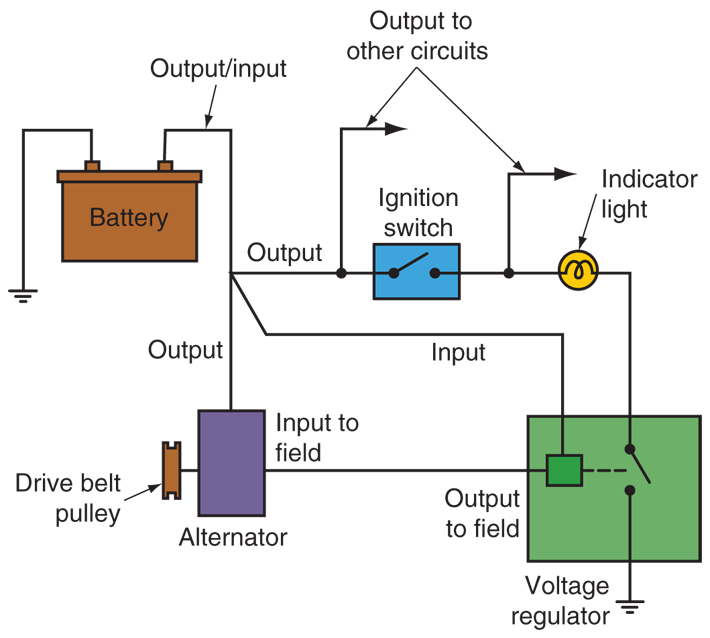 Output to
other circuits
Output/input
Indicator
light
Ignition
switch
Battery
Output
Output
Input
Input to
field
Drive belt
pulley
Output
to field
Alternator
Voltage
regulator